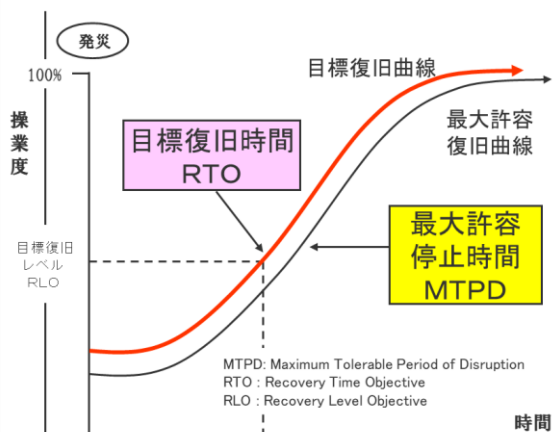 発災
100%
操業度
目標復旧曲線
最大許容
復旧曲線
目標復旧時間
RTO
最大許容
停止時間
MTPD
目標復旧
レベル
RLO
MTPD: Maximum Tolerable Period of Disruption
RTO : Recovery Time Objective
RLO : Recovery Level Objective
時間